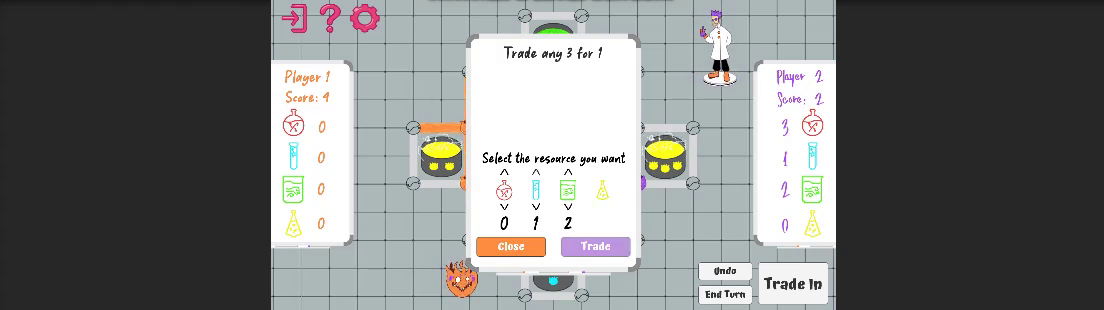 Trade any 3 for 1
Player 1
Score: 4
0
0
0
0
Player 2
Score: 2
3
1
2
0
Select the resource you want
0 1 2
Close
Trade
Undo
End Turn
Trade In